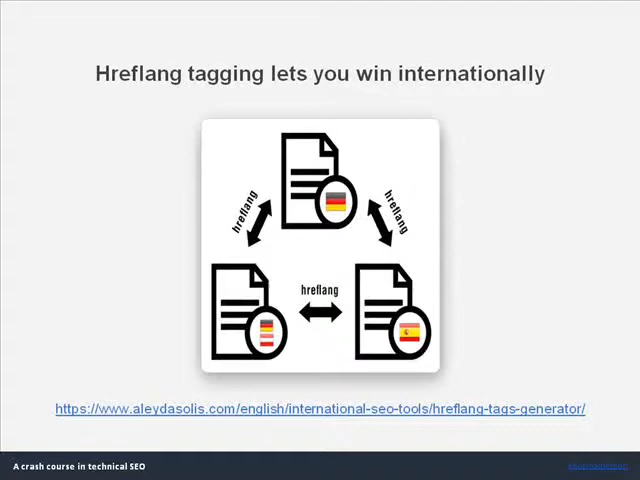 Hreflang tagging lets you win internationally
hreflang
hreflang
hreflang
https://www.aleydasolis.com/english/international-seo-tools/hreflang-tags-generator/
A crash course in technical SEO